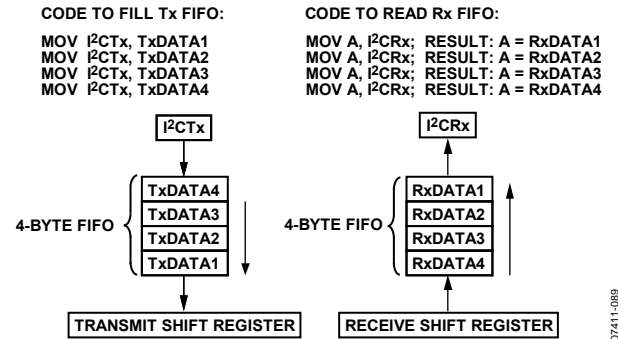 CODE TO FILL Tx FIFO:
MOV I²CTx, TxDATA1
MOV I²CTx, TxDATA2
MOV I²CTx, TxDATA3
MOV I²CTx, TxDATA4
I²CTx
4-BYTE FIFO
TxDATA4
TxDATA3
TxDATA2
TxDATA1
TRANSMIT SHIFT REGISTER
CODE TO READ Rx FIFO:
MOV A, I²CRx; RESULT: A = RxDATA1
MOV A, I²CRx; RESULT: A = RxDATA2
MOV A, I²CRx; RESULT: A = RxDATA3
MOV A, I²CRx; RESULT: A = RxDATA4
I²CRx
4-BYTE FIFO
RxDATA1
RxDATA2
RxDATA3
RxDATA4
RECEIVE SHIFT REGISTER
07411-089